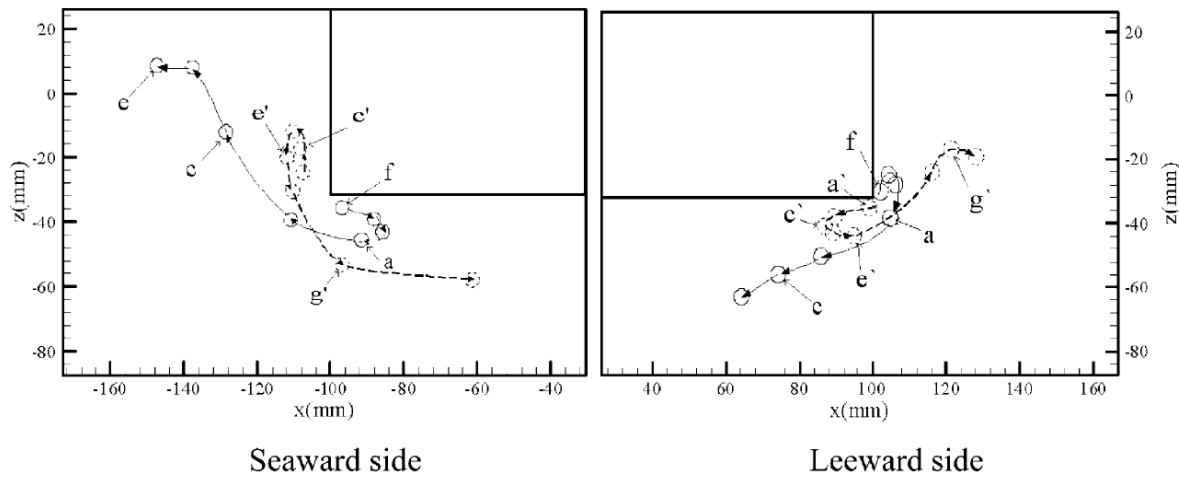 20
0
-20
-40
-60
-80
z(mm)
-160 -140 -120 -100 -80 -60 -40
x(mm)
e
c
e'
c'
f
a
g'
Seaward side
20
0
-20
-40
-60
-80
z(mm)
40 60 80 100 120 140 160
x(mm)
f
a`
c`
g`
a
e`
c
Leeward side